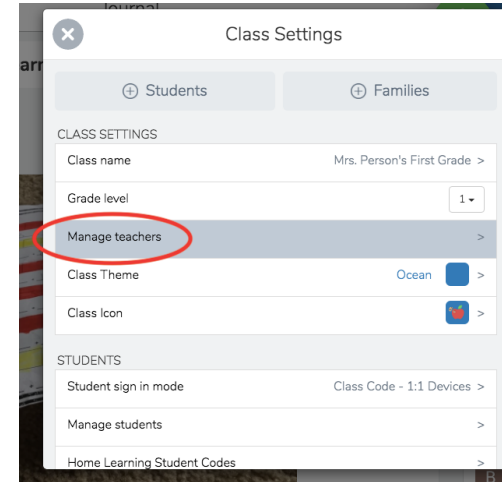 Journal
Class Settings
Students
Families
CLASS SETTINGS
Class name Mrs. Person's First Grade >
Grade level 1
Manage teachers >
Class Theme Ocean >
Class Icon >
STUDENTS
Student sign in mode Class Code - 1:1 Devices >
Manage students >
Home Learning Student Codes >